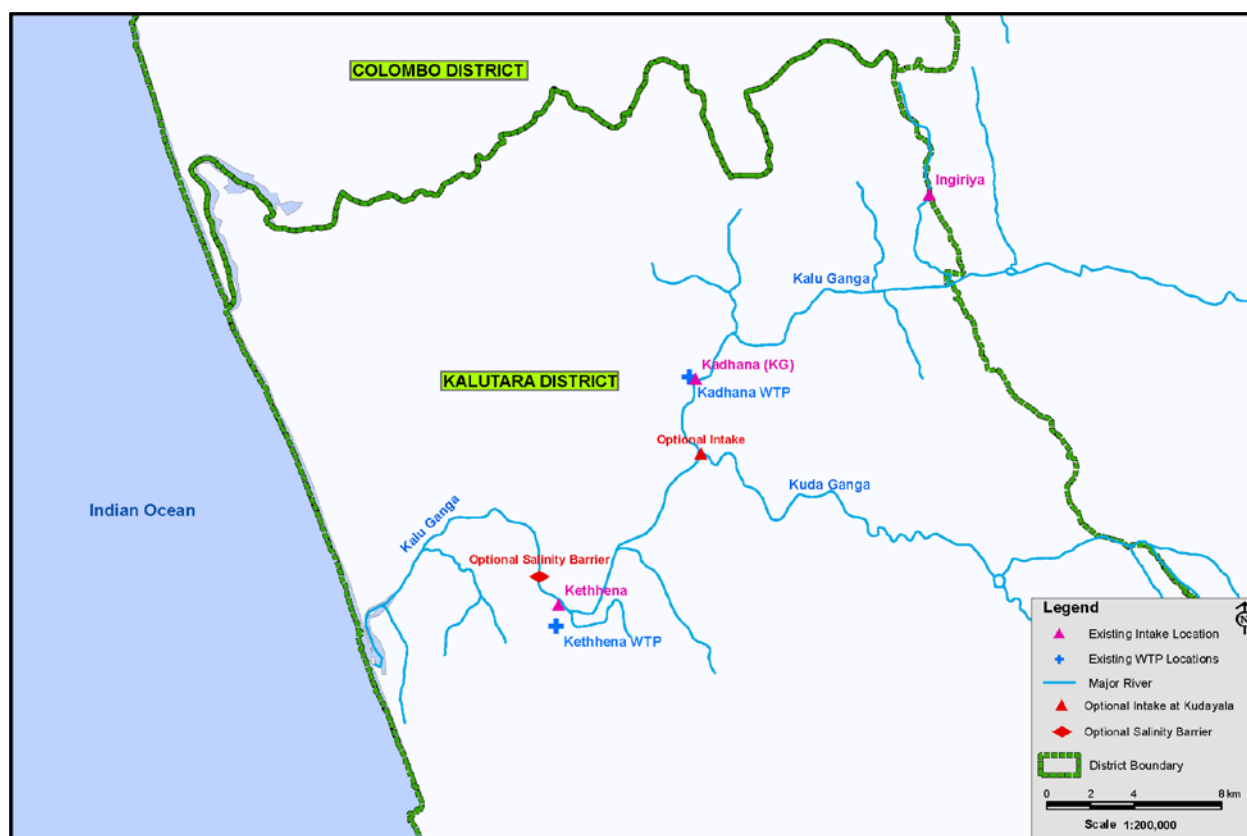 COLOMBO DISTRICT
Ingiriya
Kalu Ganga
Kadhana (KG)
KALUTARA DISTRICT
Kadhana WTP
Optional Intake
Kuda Ganga
Indian Ocean
Kalu Ganga
Optional Salinity Barrier
Kethhena
Kethhena WTP
Legend
N
Existing Intake Location
Existing WTP Locations
Major River
Optional Intake at Kudayala
Optional Salinity Barrier
District Boundary
0 2 4 8 km
Scale 1:200,000